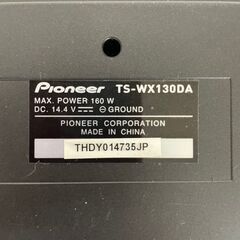 Pioneer TS-WX130DA
MAX. POWER 160 W
DC. 14.4 V ⎓ ⊖ GROUND
PIONEER CORPORATION
MADE IN CHINA
THDY014735JP